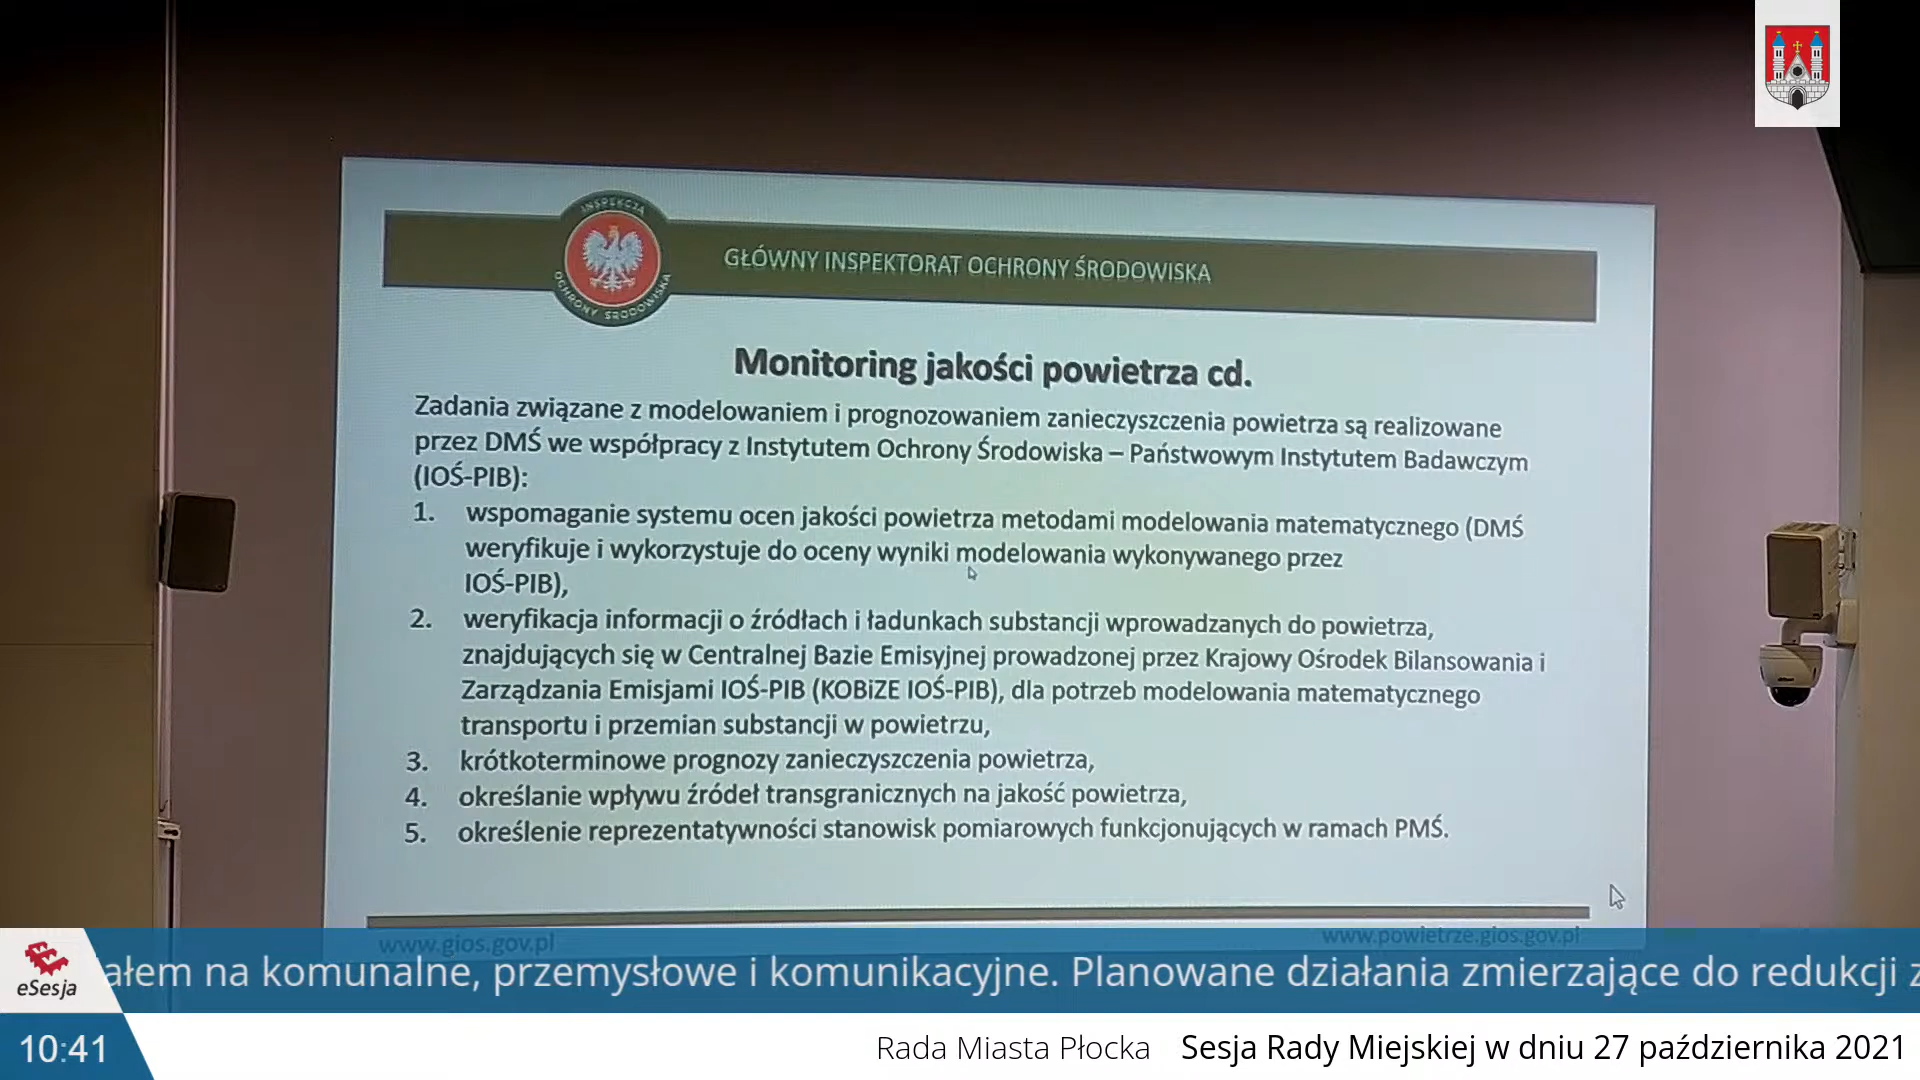 INSPEKCJA
OCHRONY ŚRODOWISKA
GŁÓWNY INSPEKTORAT OCHRONY ŚRODOWISKA
Monitoring jakości powietrza cd.
Zadania związane z modelowaniem i prognozowaniem zanieczyszczenia powietrza są realizowane
przez DMŚ we współpracy z Instytutem Ochrony Środowiska – Państwowym Instytutem Badawczym
(IOŚ-PIB):
1. wspomaganie systemu ocen jakości powietrza metodami modelowania matematycznego (DMŚ
weryfikuje i wykorzystuje do oceny wyniki modelowania wykonywanego przez
IOŚ-PIB),
2. weryfikacja informacji o źródłach i ładunkach substancji wprowadzanych do powietrza,
znajdujących się w Centralnej Bazie Emisyjnej prowadzonej przez Krajowy Ośrodek Bilansowania i
Zarządzania Emisjami IOŚ-PIB (KOBiZE IOŚ-PIB), dla potrzeb modelowania matematycznego
transportu i przemian substancji w powietrzu,
3. krótkoterminowe prognozy zanieczyszczenia powietrza,
4. określanie wpływu źródeł transgranicznych na jakość powietrza,
5. określenie reprezentatywności stanowisk pomiarowych funkcjonujących w ramach PMŚ.
www.gios.gov.pl www.powietrze.gios.gov.pl
eSesja
ałem na komunalne, przemysłowe i komunikacyjne. Planowane działania zmierzające do redukcji z
10:41
Rada Miasta Płocka Sesja Rady Miejskiej w dniu 27 października 2021